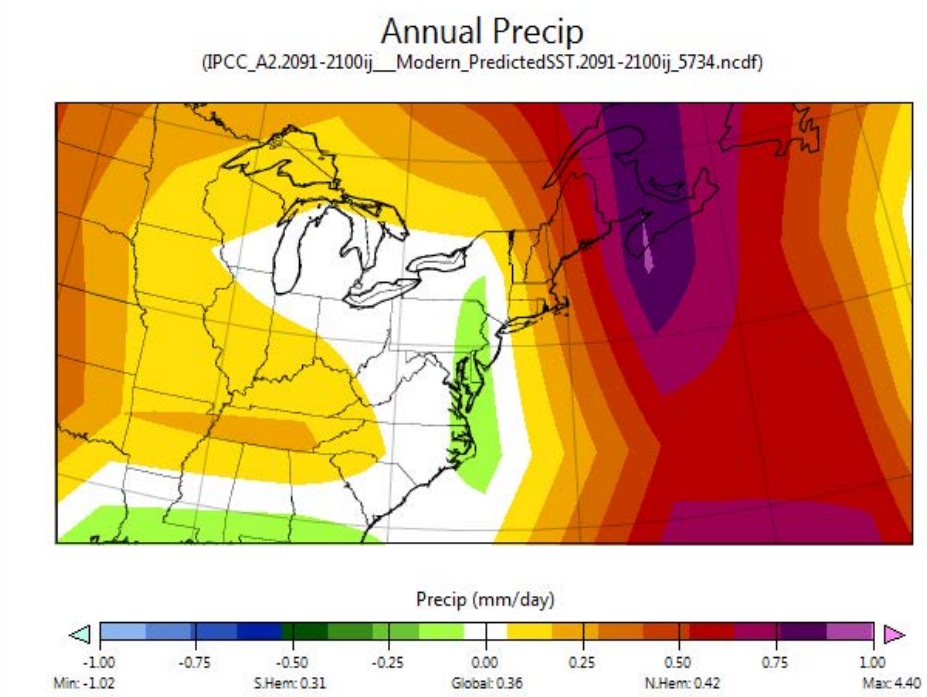 Annual Precip
(IPCC_A2.2091-2100ij___Modern_PredictedSST.2091-2100ij_5734.ncdf)
Precip (mm/day)
-1.00 -0.75 -0.50 -0.25 0.00 0.25 0.50 0.75 1.00
Min: -1.02 S.Hem: 0.31 Global: 0.36 N.Hem: 0.42 Max: 4.40